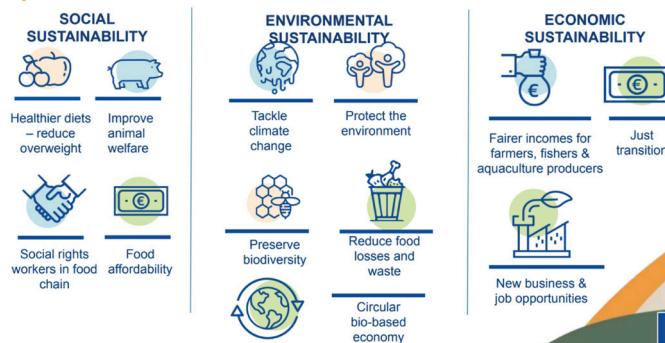 SOCIAL
SUSTAINABILITY
Healthier diets
– reduce
overweight
Improve
animal
welfare
Social rights
workers in food
chain
Food
affordability
ENVIRONMENTAL
SUSTAINABILITY
Tackle
climate
change
Protect the
environment
Preserve
biodiversity
Reduce food
losses and
waste
Circular
bio-based
economy
ECONOMIC
SUSTAINABILITY
€
Fairer incomes for
farmers, fishers &
aquaculture producers
€
Just
transition
New business &
job opportunities
€